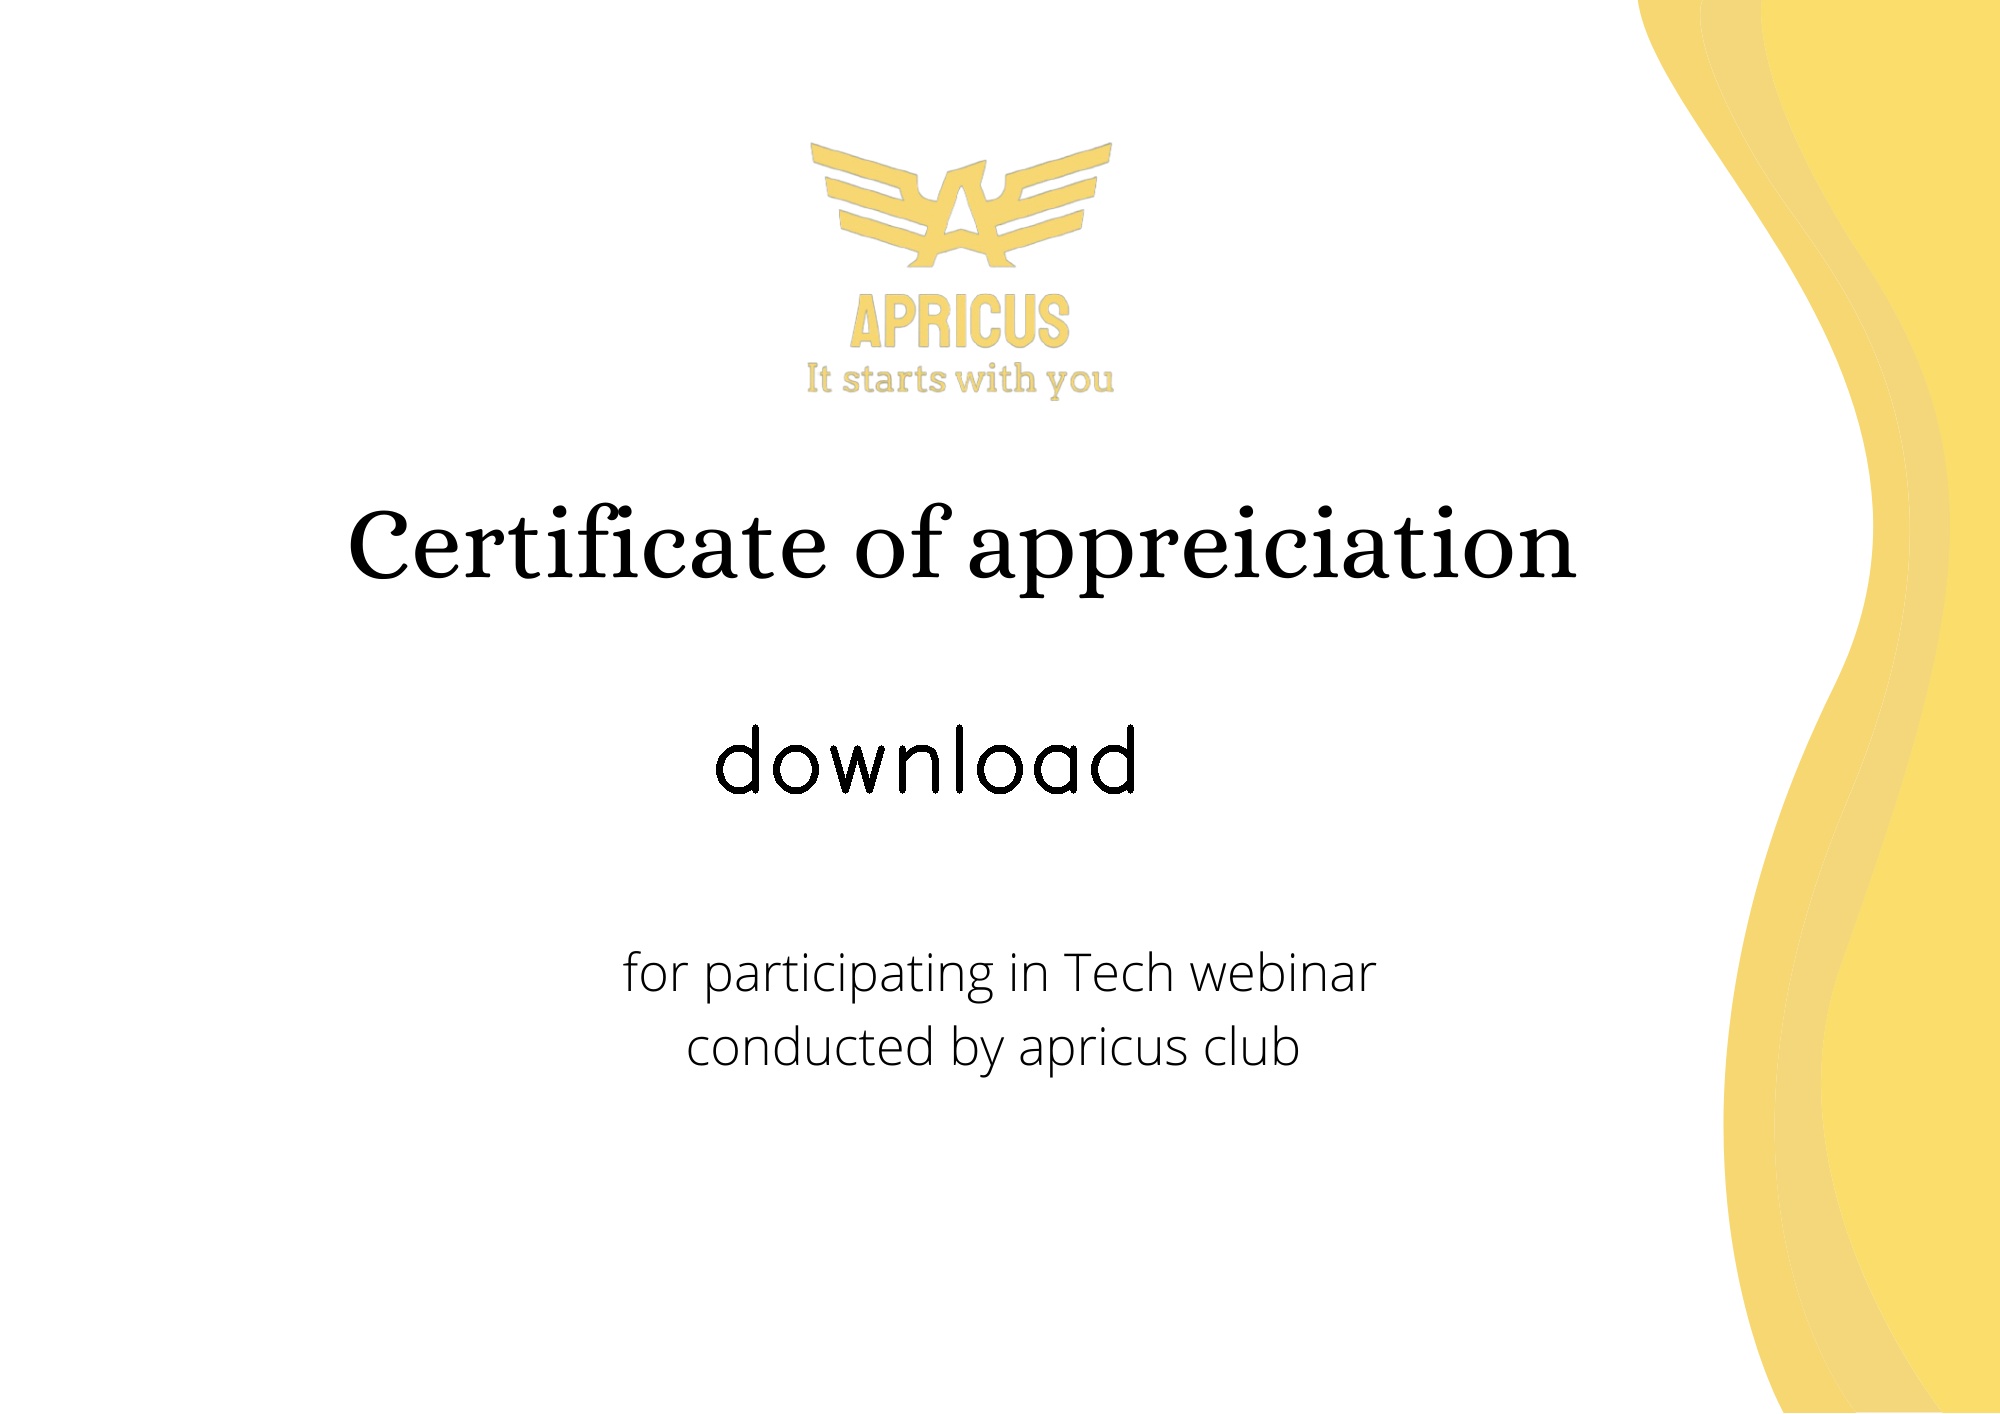 APRICUS
It starts with you
Certificate of appreiciation
download
for participating in Tech webinar
conducted by apricus club